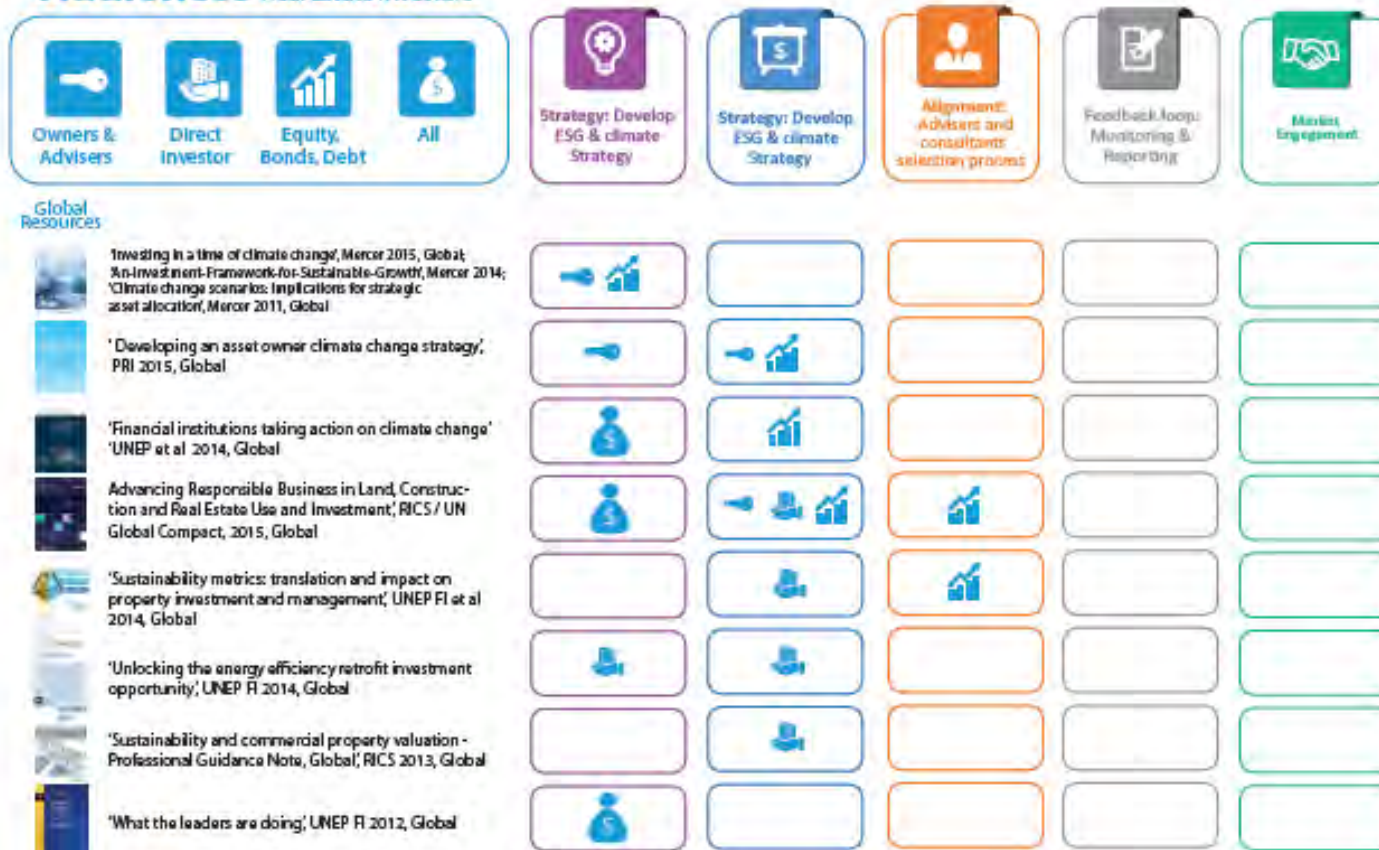 Owners &
Advisers
Direct
Investor
Equity,
Bonds, Debt
All
Strategy: Develop
ESG & climate
Strategy
Strategy: Develop
ESG & climate
Strategy
Alignment:
Advisers and
consultants
selection process
Feedback loop:
Monitoring &
Reporting
Market
Engagement
Global
Resources
'Investing in a time of climate change', Mercer 2015, Global;
'An-Investment-Framework-for-Sustainable-Growth', Mercer 2014;
'Climate change scenarios: Implications for strategic
asset allocation', Mercer 2011, Global
' Developing an asset owner climate change strategy',
PRI 2015, Global
'Financial institutions taking action on climate change'
'UNEP et al 2014, Global
Advancing Responsible Business in Land, Construc-
tion and Real Estate Use and Investment', RICS / UN
Global Compact, 2015, Global
'Sustainability metrics: translation and impact on
property investment and management', UNEP FI et al
2014, Global
'Unlocking the energy efficiency retrofit investment
opportunity', UNEP FI 2014, Global
'Sustainability and commercial property valuation -
Professional Guidance Note, Global', RICS 2013, Global
'What the leaders are doing', UNEP FI 2012, Global